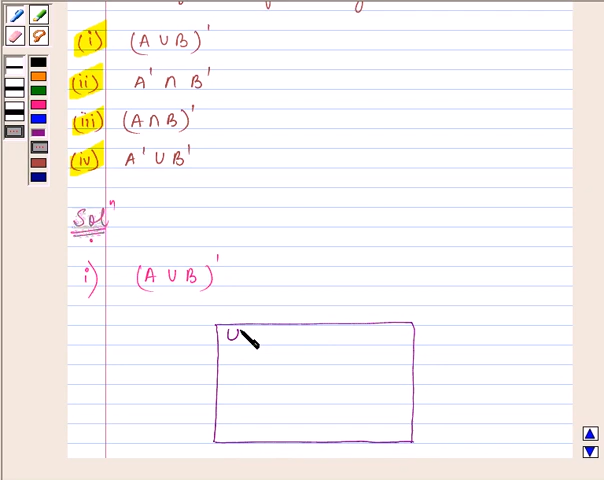 (i) (A ∪ B)'
(ii) A' ∩ B'
(iii) (A ∩ B)'
(iv) A' ∪ B'
Solⁿ
i) (A ∪ B)'
U